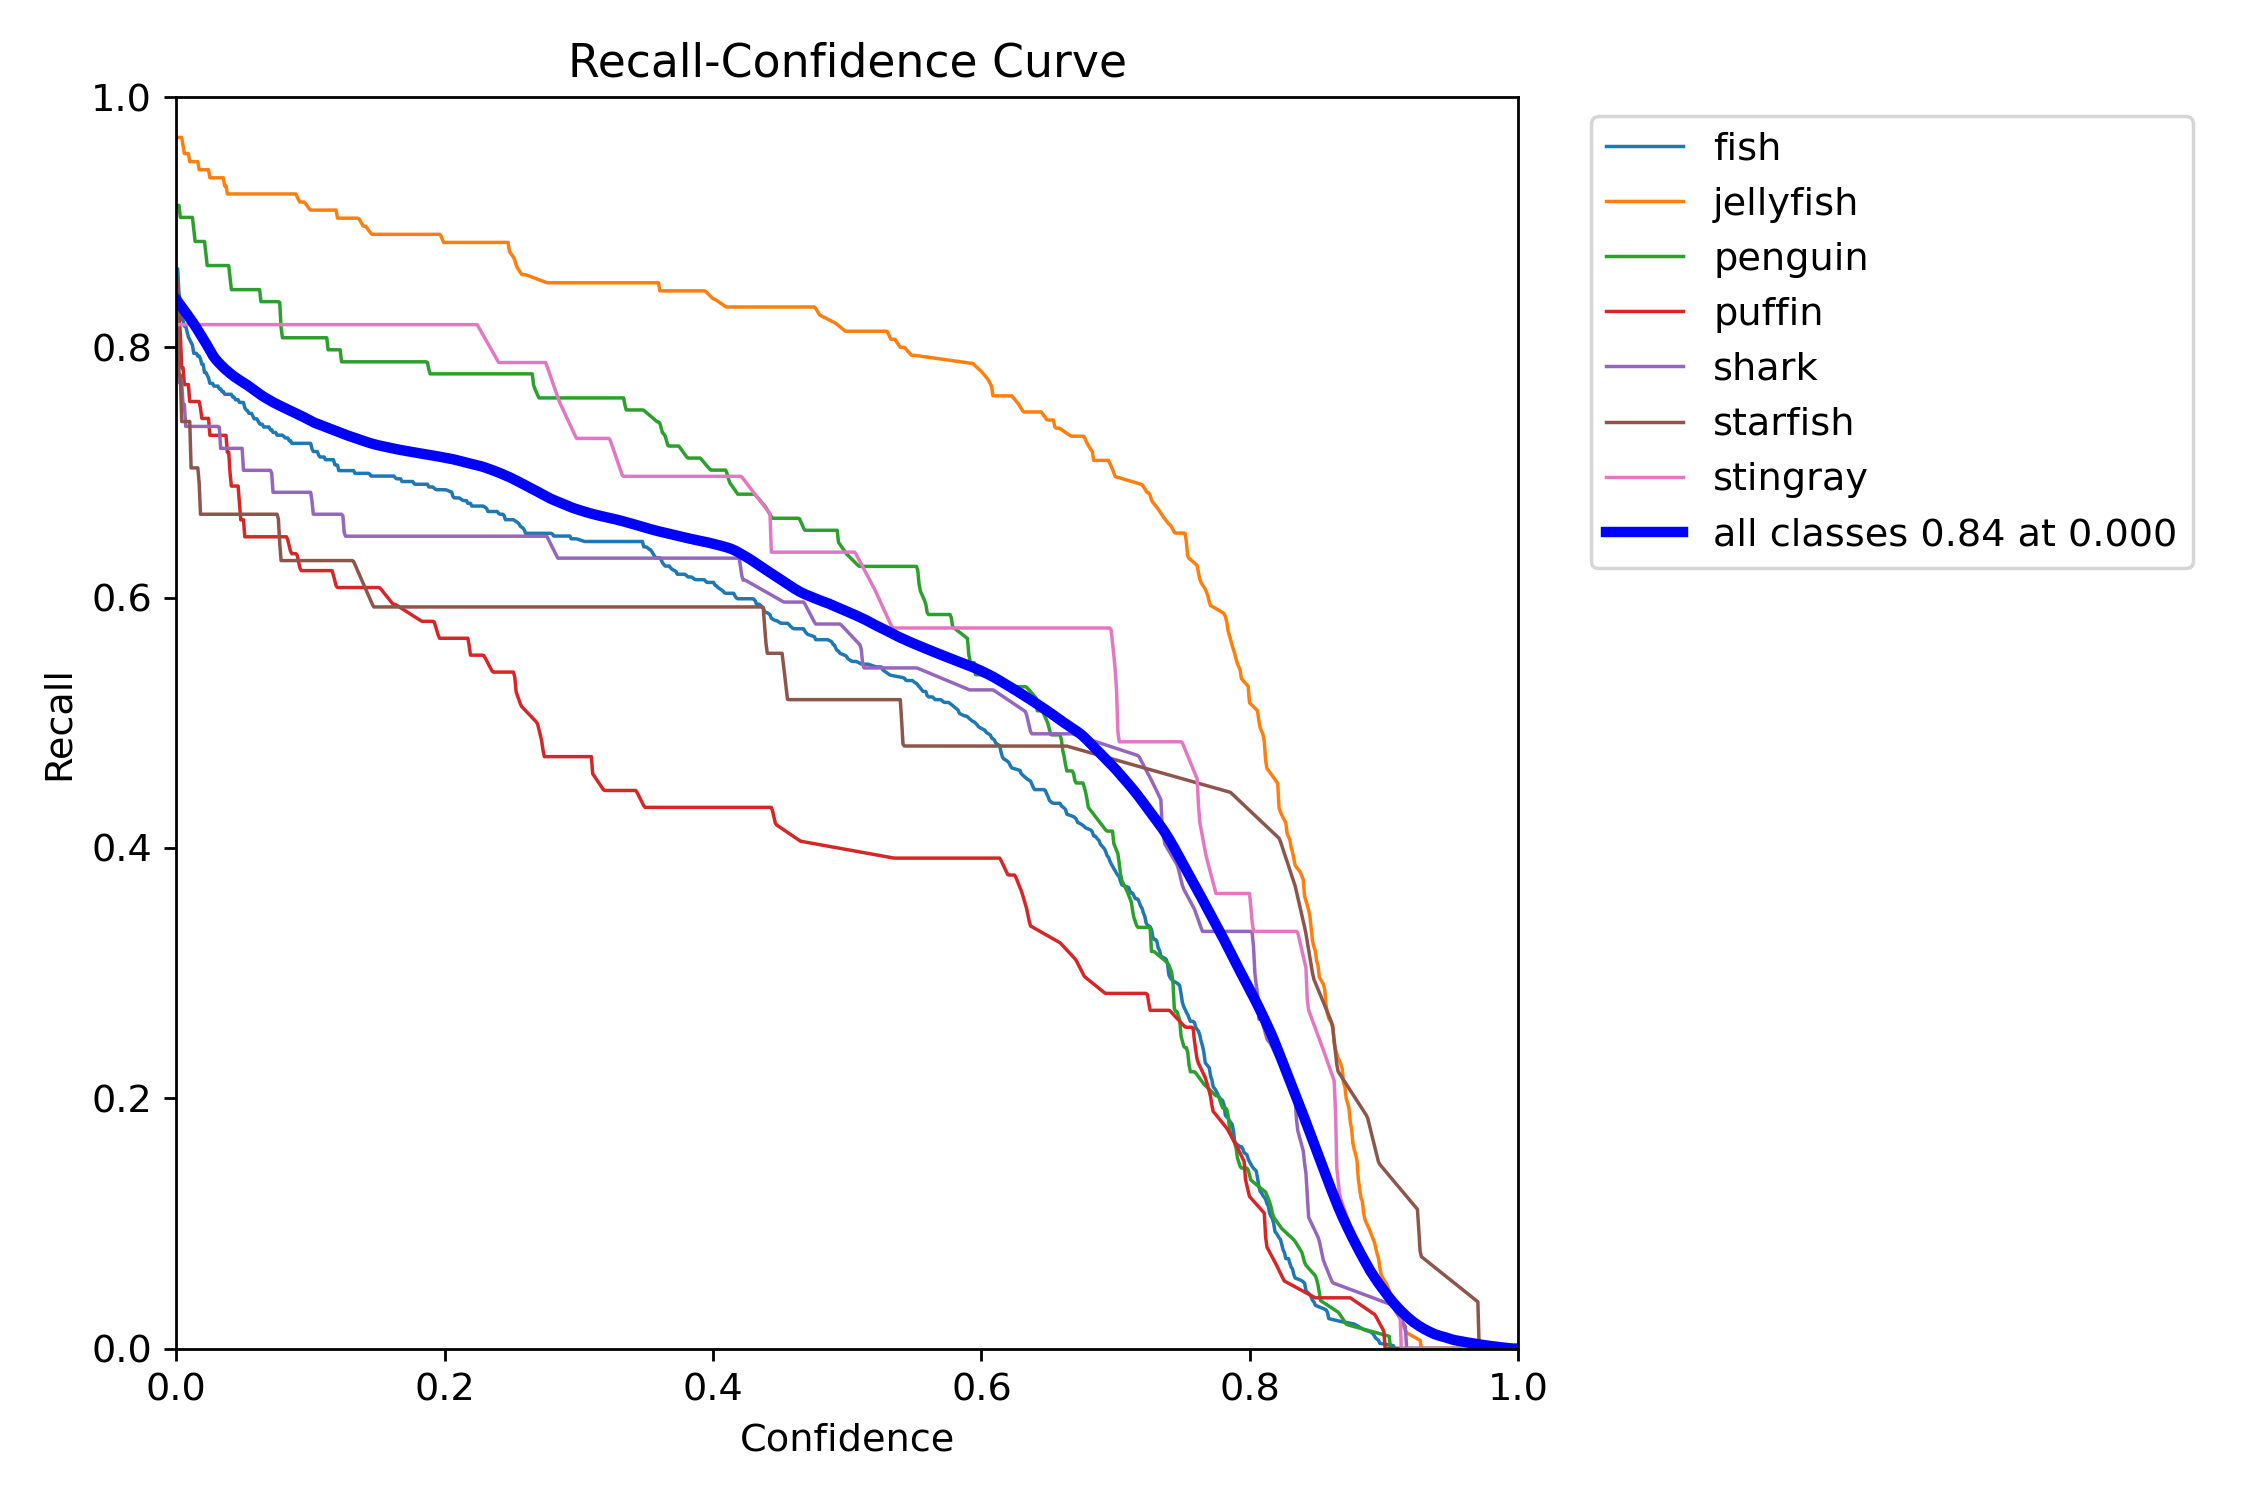 Recall-Confidence Curve
1.0
0.8
0.6
0.4
0.2
0.0
Recall
0.0 0.2 0.4 0.6 0.8 1.0
Confidence
fish
jellyfish
penguin
puffin
shark
starfish
stingray
all classes 0.84 at 0.000